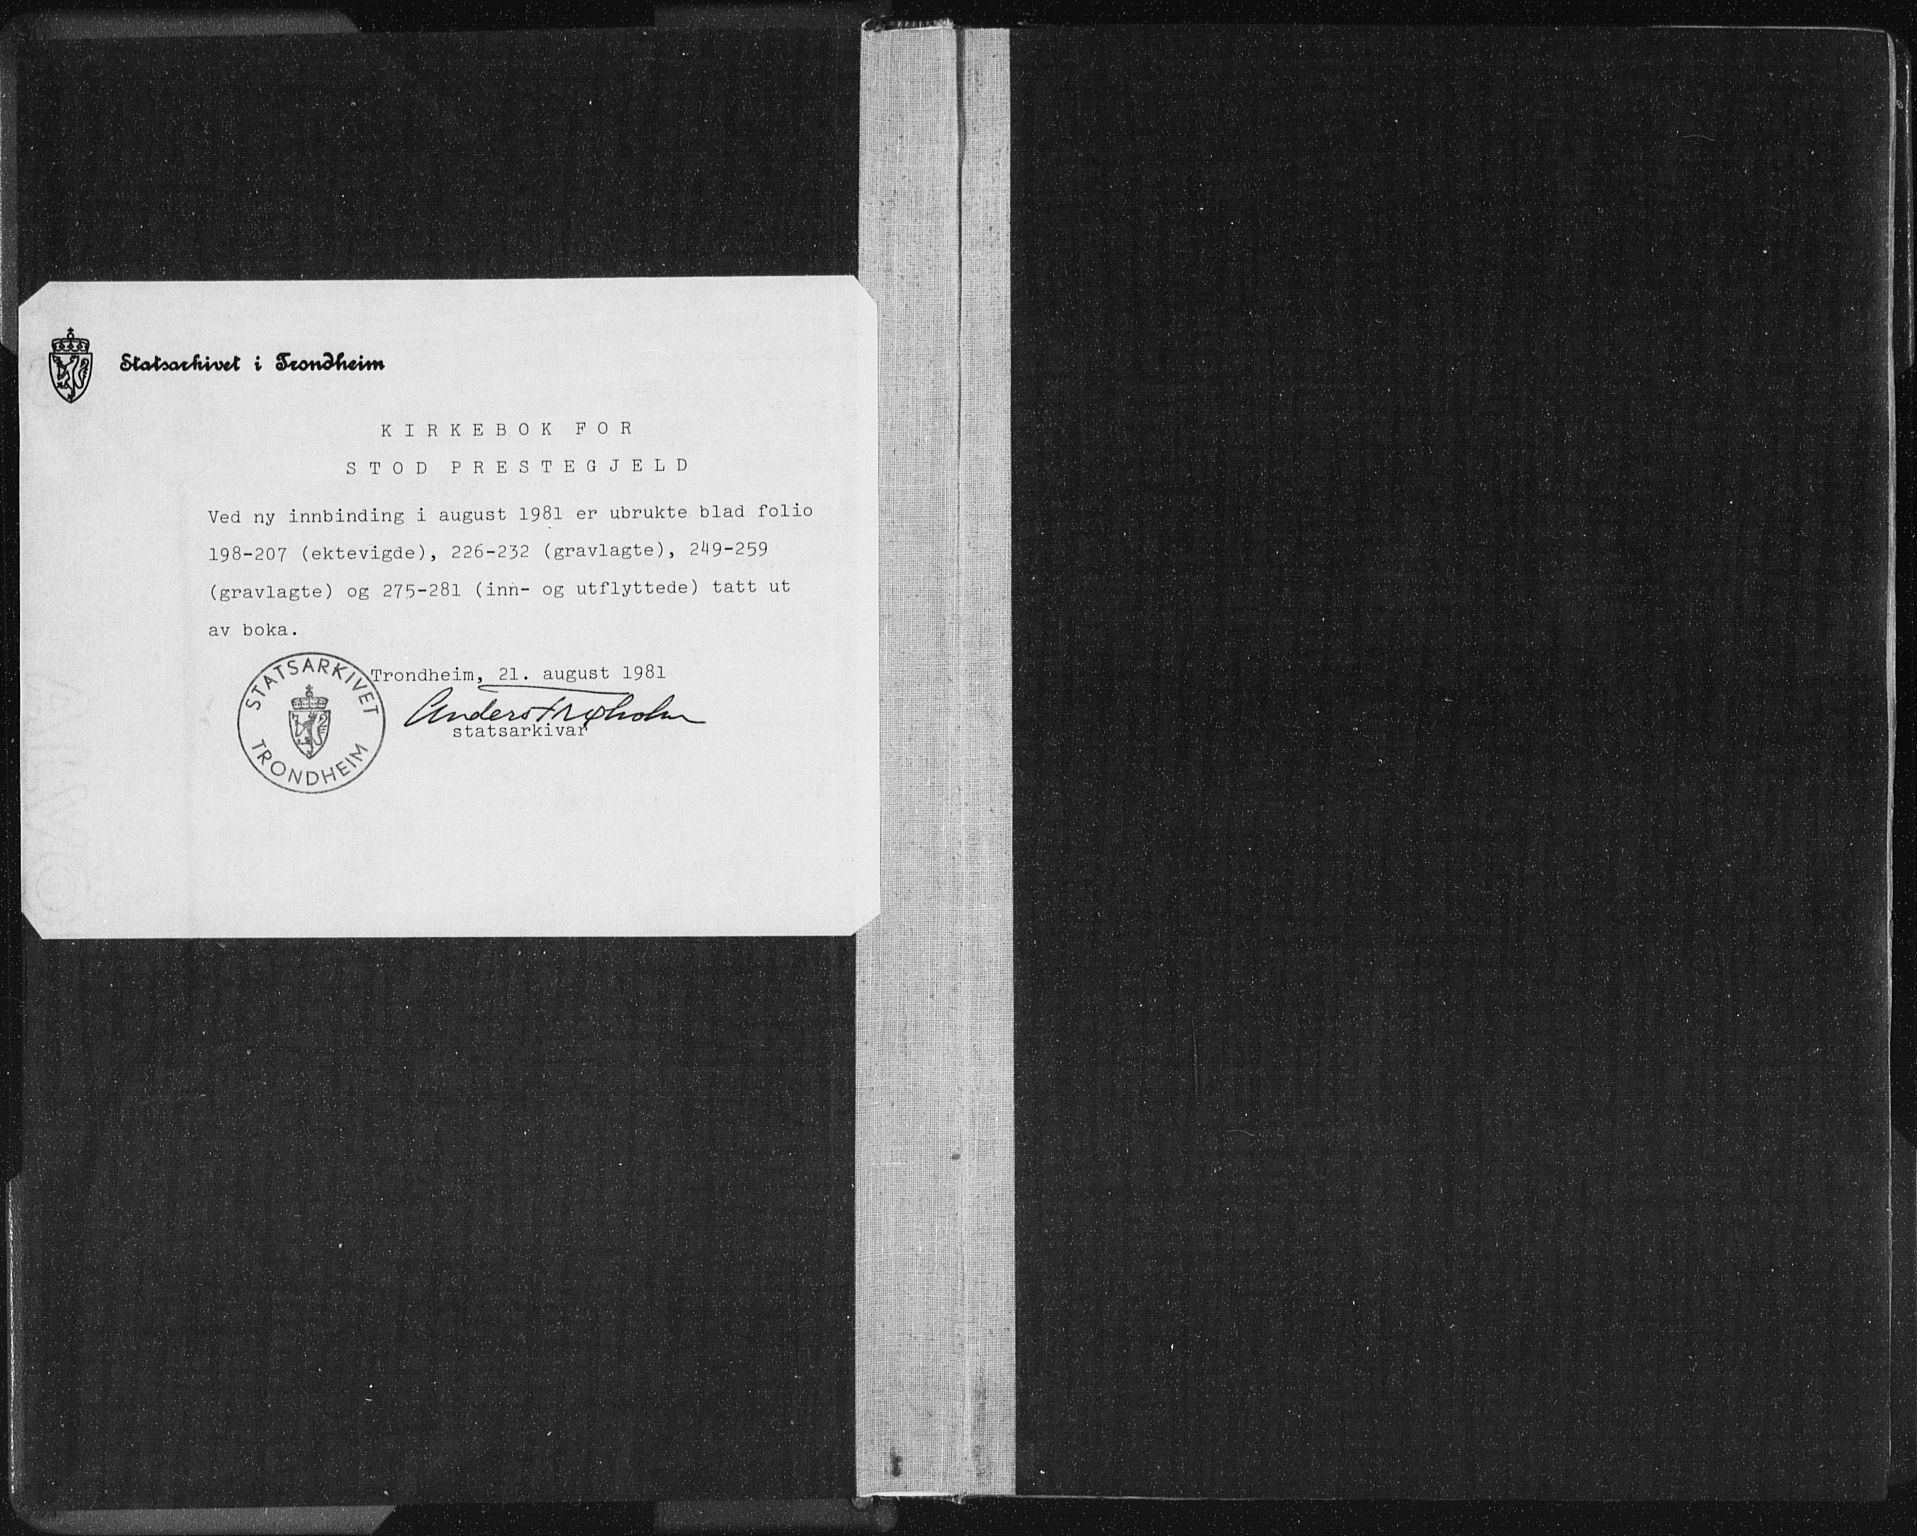 Statsarkivet i Trondheim
KIRKEBOK FOR
STOD PRESTEGJELD
Ved ny innbinding i august 1981 er ubrukte blad folio
198-207 (ektevigde), 226-232 (gravlagte), 249-259
(gravlagte) og 275-281 (inn- og utflyttede) tatt ut
av boka.
Trondheim, 21. august 1981
Anders
statsarkivar
STATSARKIVET
TRONDHEIM